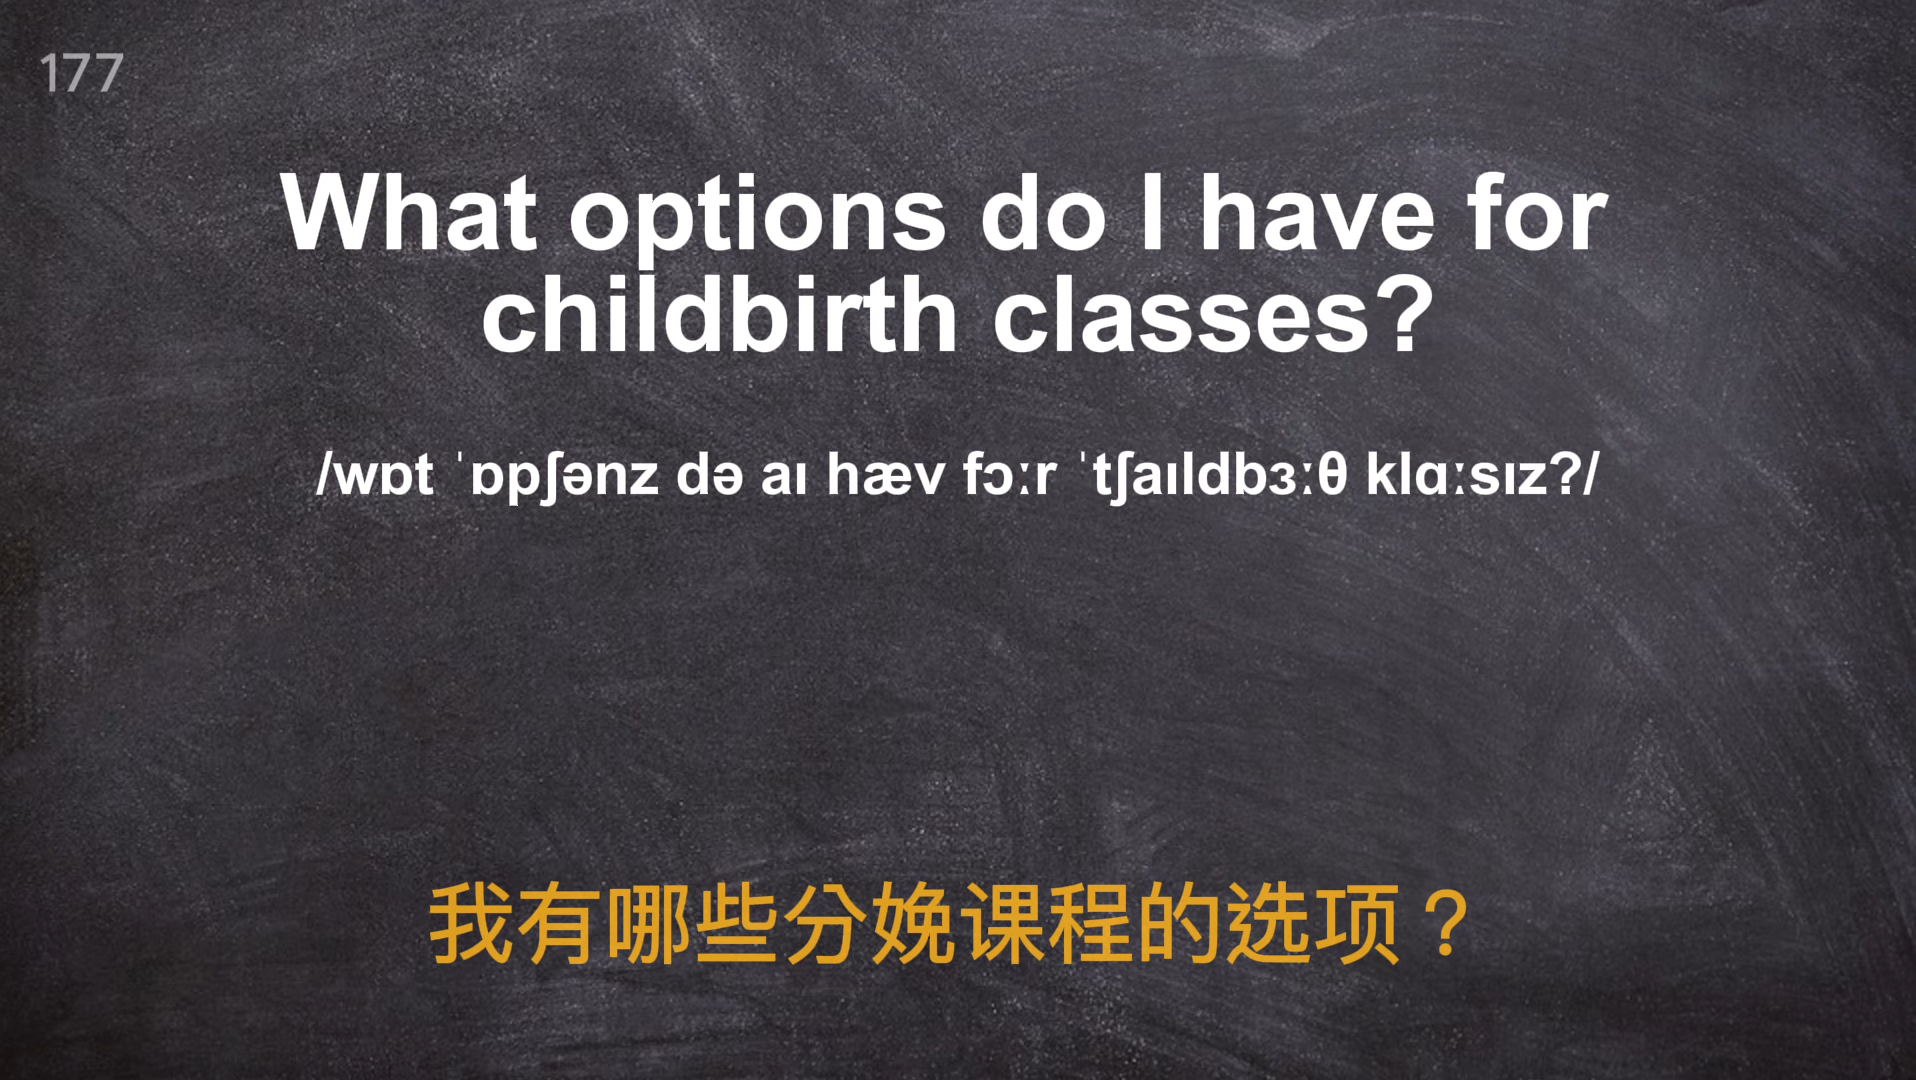 177
What options do I have for
childbirth classes?
/wɒt ˈɒpʃənz də aɪ hæv fɔːr ˈtʃaɪldbɜːθ klɑːsɪz?/
我有哪些分娩课程的选项？